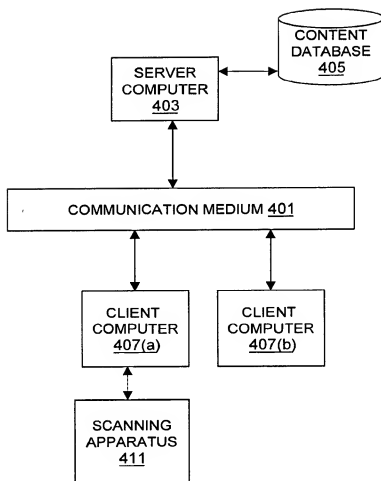 CONTENT
DATABASE
405
SERVER
COMPUTER
403
COMMUNICATION MEDIUM 401
CLIENT
COMPUTER
407(a)
CLIENT
COMPUTER
407(b)
SCANNING
APPARATUS
411